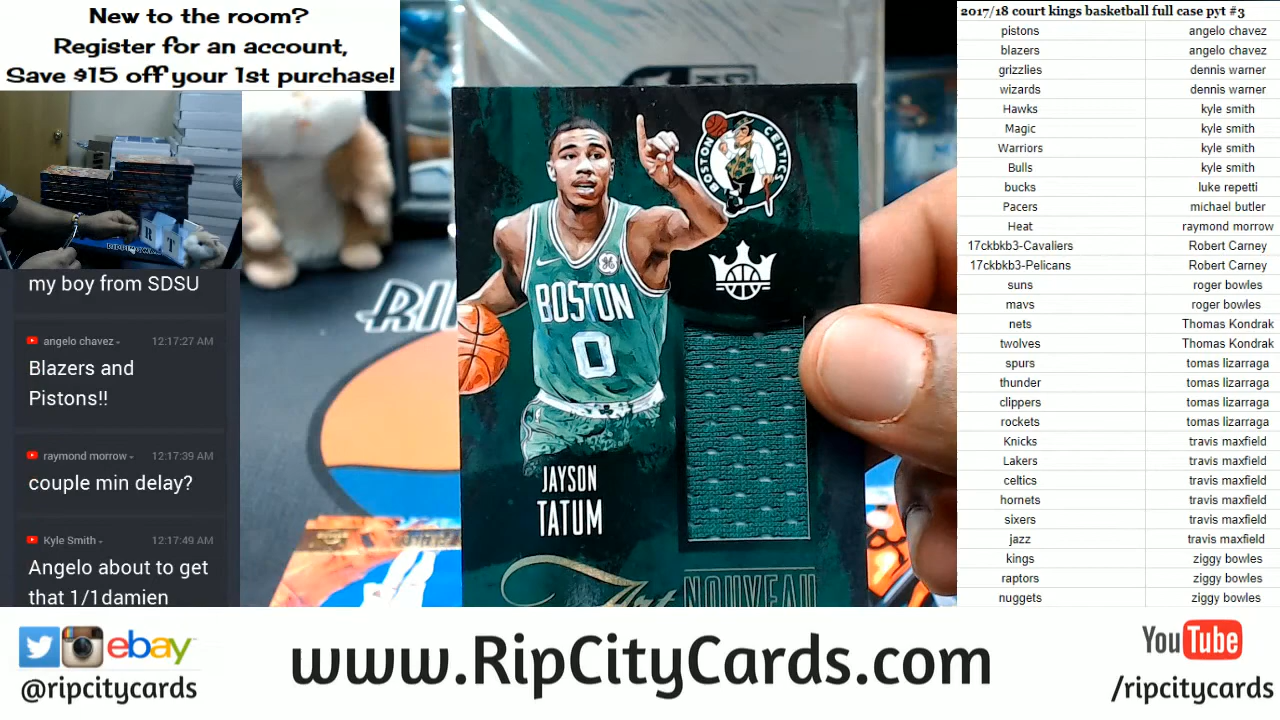 New to the room?
Register for an account,
Save $15 off your 1st purchase!
my boy from SDSU
angelo chavez 12:17:27 AM
Blazers and
Pistons!!
raymond morrow 12:17:39 AM
couple min delay?
Kyle Smith 12:17:49 AM
Angelo about to get
that 1/1damien
R T
BOSTON CELTICS
BOSTON
0
JAYSON
TATUM
Art NOUVEAU
2017/18 court kings basketball full case pyt #3
pistons angelo chavez
blazers angelo chavez
grizzlies dennis warner
wizards dennis warner
Hawks kyle smith
Magic kyle smith
Warriors kyle smith
Bulls kyle smith
bucks luke repetti
Pacers michael butler
Heat raymond morrow
17ckbkb3-Cavaliers Robert Carney
17ckbkb3-Pelicans Robert Carney
suns roger bowles
mavs roger bowles
nets Thomas Kondrak
twolves Thomas Kondrak
spurs tomas lizarraga
thunder tomas lizarraga
clippers tomas lizarraga
rockets tomas lizarraga
Knicks travis maxfield
Lakers travis maxfield
celtics travis maxfield
hornets travis maxfield
sixers travis maxfield
jazz travis maxfield
kings ziggy bowles
raptors ziggy bowles
nuggets ziggy bowles
ebay
@ripcitycards
www.RipCityCards.com
YouTube
/ripcitycards